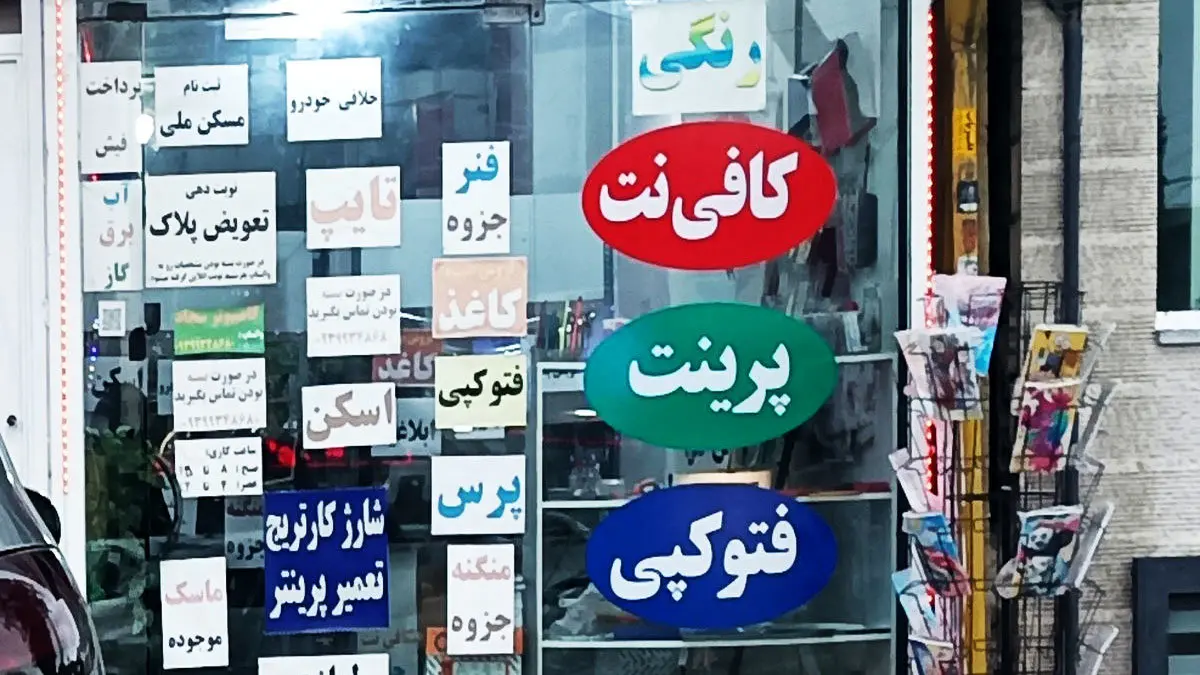 پرداخت
فیش
آب
برق
گاز
ثبت نام
مسکن ملی
نوبت دهی
تعویض پلاک
خلافی خودرو
تایپ
در صورت بسته
بودن تماس بگیرید
اسکن
کاغذ
در صورت بسته
بودن تماس بگیرید
ساعت کاری:
شارژ کارتریج
تعمیر پرینتر
ماسک
موجوده
فنر
جزوه
کاغذ
فتوکپی
پرس
منگنه
جزوه
رنگی
کافی‌نت
پرینت
فتوکپی